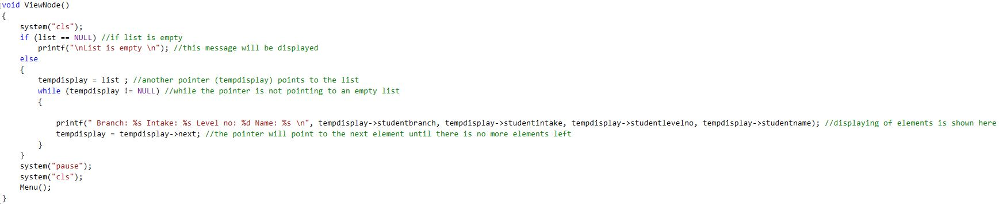 void ViewNode()
{
    system("cls");
    if (list == NULL) //if list is empty
        printf("\nList is empty \n"); //this message will be displayed
    else
    {
        tempdisplay = list ; //another pointer (tempdisplay) points to the list
        while (tempdisplay != NULL) //while the pointer is not pointing to an empty list
        {

            printf(" Branch: %s Intake: %s Level no: %d Name: %s \n", tempdisplay->studentbranch, tempdisplay->studentintake, tempdisplay->studentlevelno, tempdisplay->studentname); //displaying of elements is shown here
            tempdisplay = tempdisplay->next; //the pointer will point to the next element until there is no more elements left
        }
    }
    system("pause");
    system("cls");
    Menu();
}